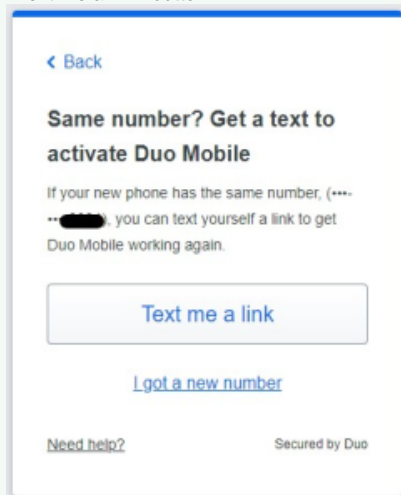 Back
Same number? Get a text to
activate Duo Mobile
If your new phone has the same number, (•••-
••), you can text yourself a link to get
Duo Mobile working again.
Text me a link
I got a new number
Need help?
Secured by Duo